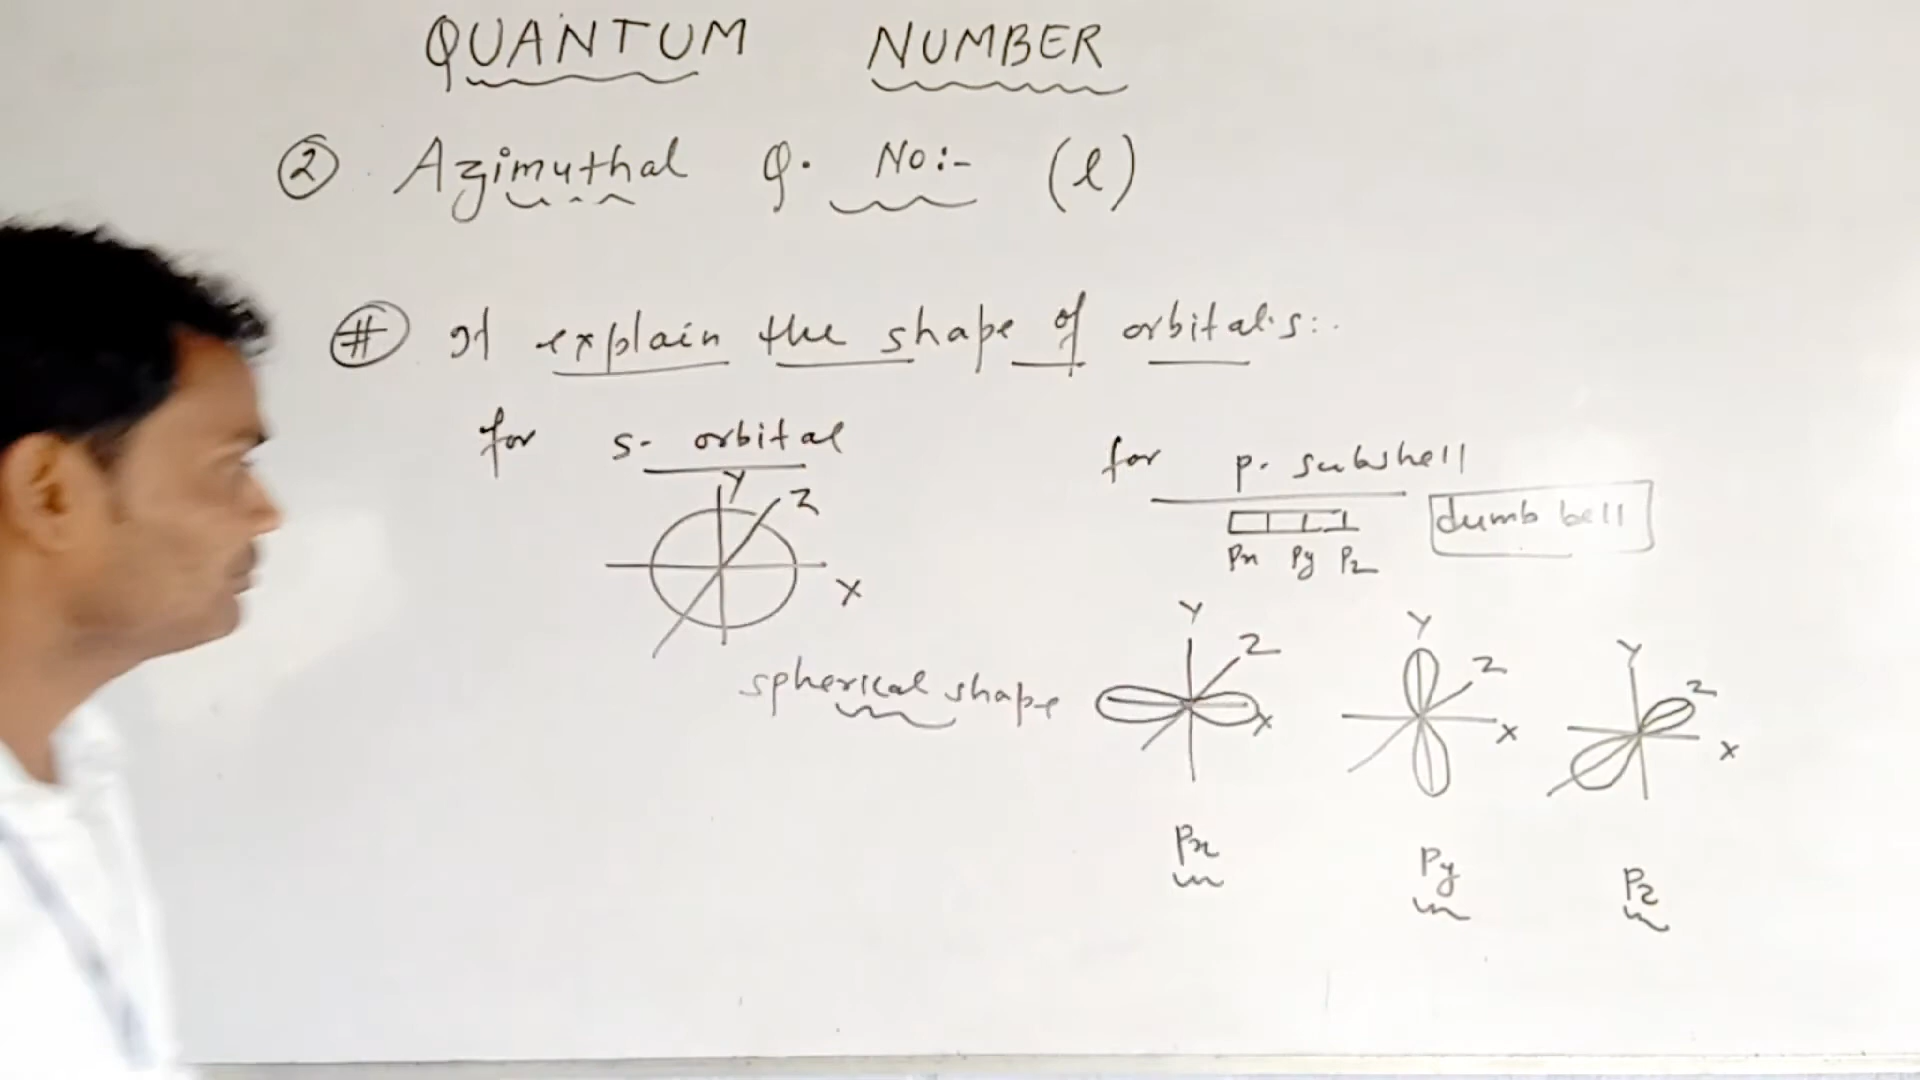 QUANTUM NUMBER
② Azimuthal Q. No:- (l)
# It explain the shape of orbitals:.
for s- orbital
Y
Z
X
spherical shape
for p. subshell
dumb bell
Px Py Pz
Y
Z
X
Px
Y
Z
X
Py
Y
Z
X
Pz